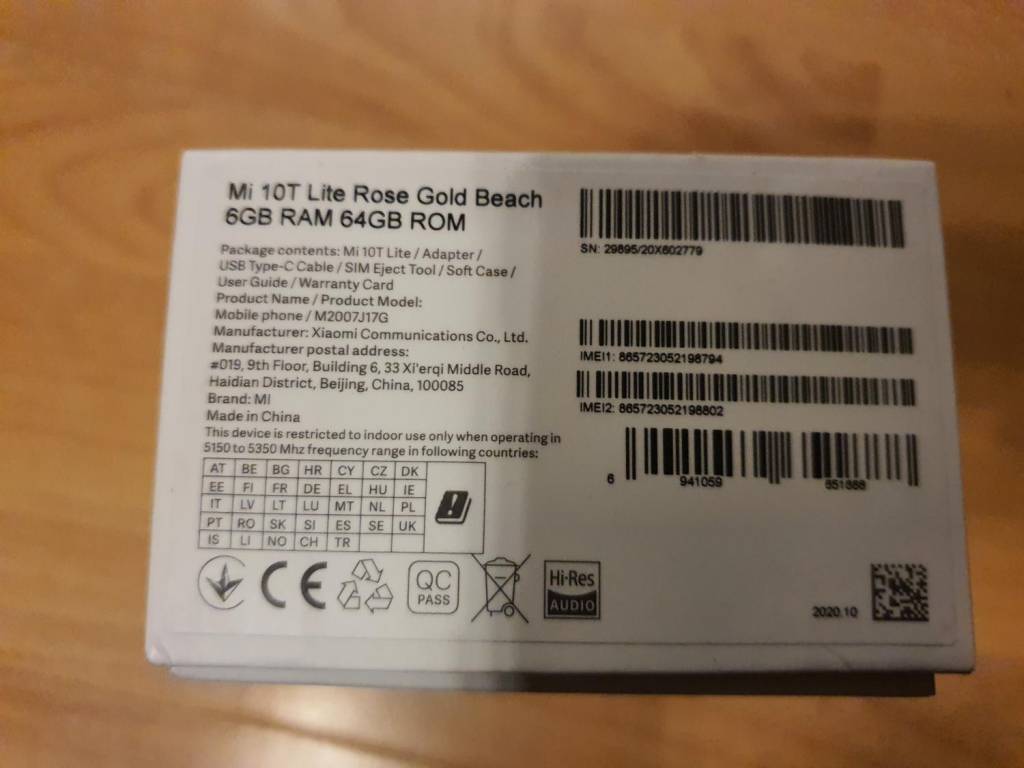 Mi 10T Lite Rose Gold Beach
6GB RAM 64GB ROM
Package contents: Mi 10T Lite / Adapter /
USB Type-C Cable / SIM Eject Tool / Soft Case /
User Guide / Warranty Card
Product Name / Product Model:
Mobile phone / M2007J17G
Manufacturer: Xiaomi Communications Co., Ltd.
Manufacturer postal address:
#019, 9th Floor, Building 6, 33 Xi'erqi Middle Road,
Haidian District, Beijing, China, 100085
Brand: MI
Made in China
This device is restricted to indoor use only when operating in
5150 to 5350 Mhz frequency range in following countries:
AT BE BG HR CY CZ DK
EE FI FR DE EL HU IE
IT LV LT LU MT NL PL
PT RO SK SI ES SE UK
IS LI NO CH TR
CE
QC
PASS
Hi-Res
AUDIO
SN: 29895/20X602779
IMEI1: 865723052198794
IMEI2: 865723052198802
6 941059
2020.10